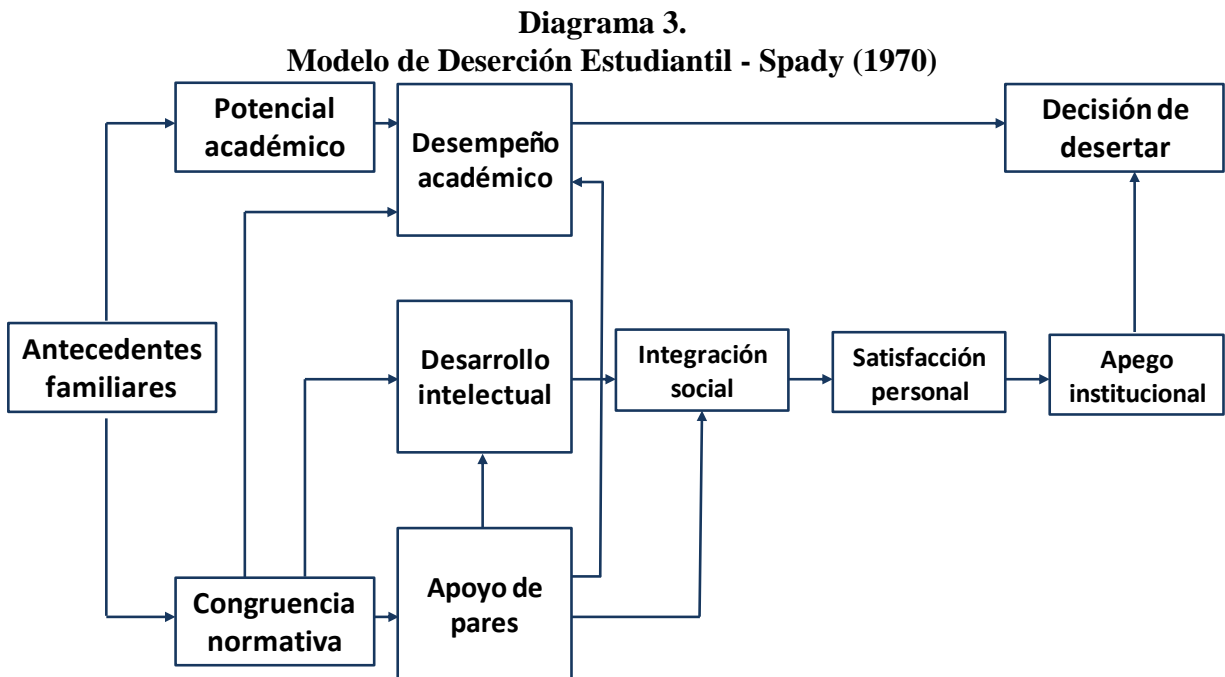 Diagrama 3.
Modelo de Deserción Estudiantil - Spady (1970)
Potencial
académico
Desempeño
académico
Decisión de
desertar
Antecedentes
familiares
Desarrollo
intelectual
Integración
social
Satisfacción
personal
Apego
institucional
Congruencia
normativa
Apoyo de
pares